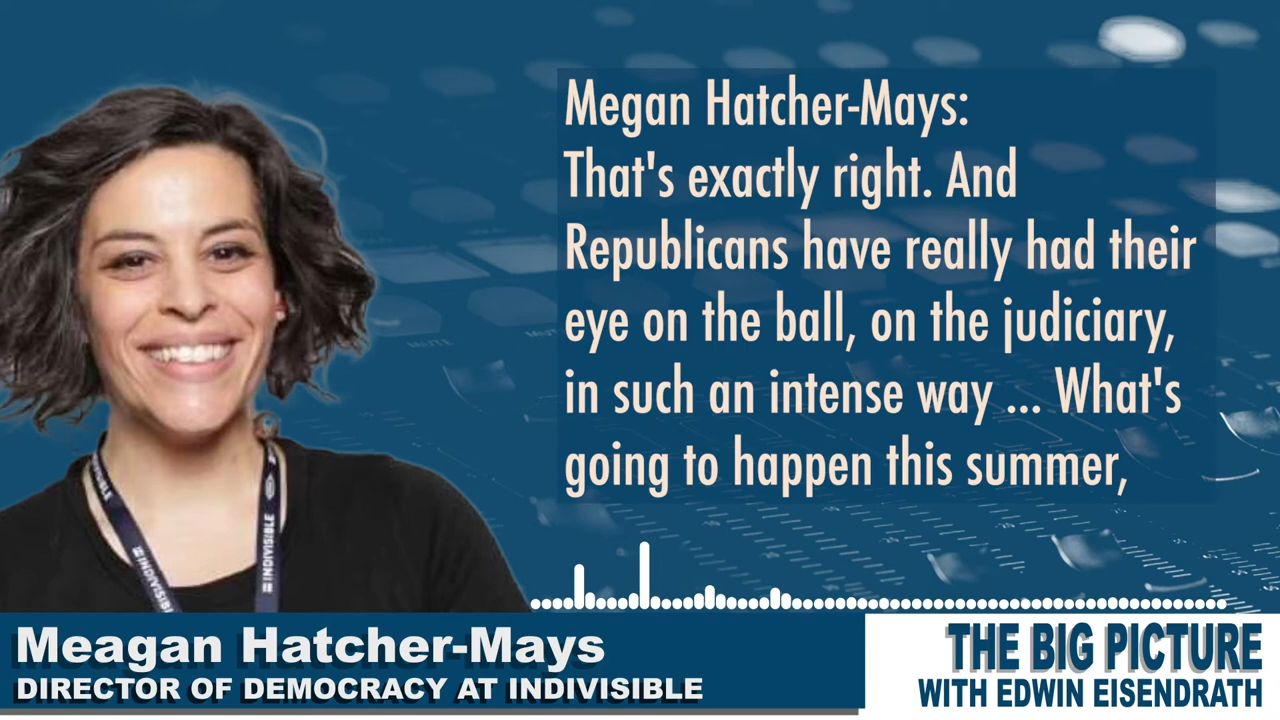 Megan Hatcher-Mays:
That's exactly right. And
Republicans have really had their
eye on the ball, on the judiciary,
in such an intense way ... What's
going to happen this summer,
INDIVISIBLE
Meagan Hatcher-Mays
DIRECTOR OF DEMOCRACY AT INDIVISIBLE
THE BIG PICTURE
WITH EDWIN EISENDRATH